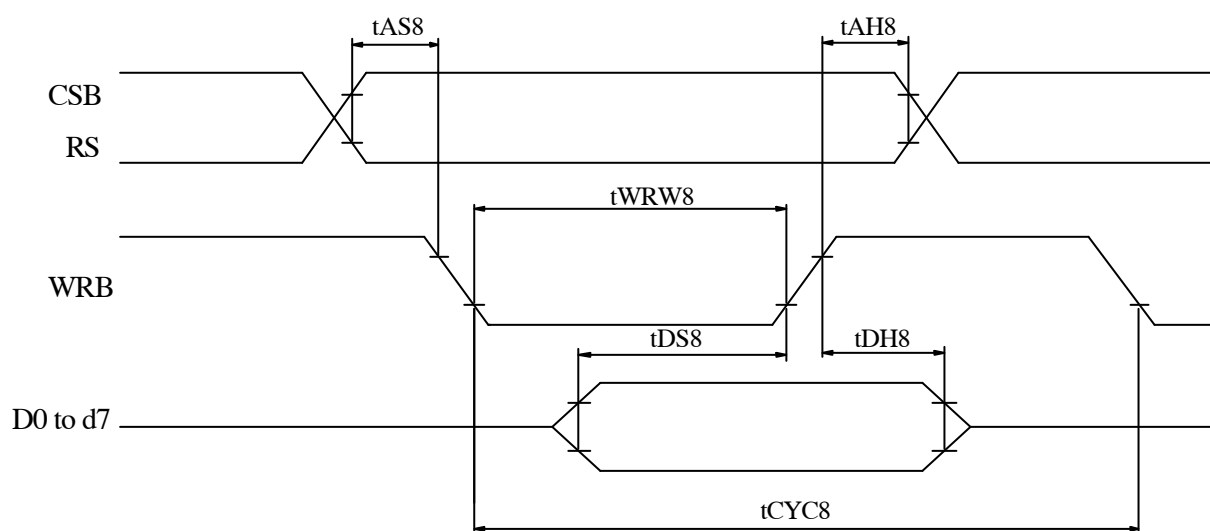 tAS8
tAH8
CSB
RS
tWRW8
WRB
tDS8
tDH8
D0 to d7
tCYC8